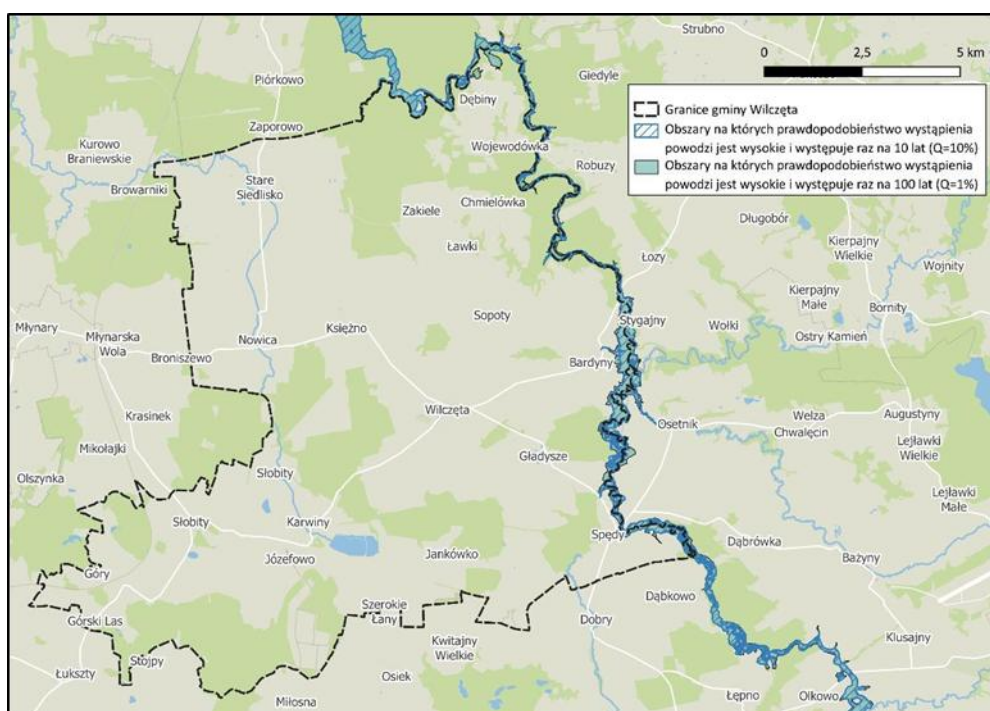 Strubno
0 2,5 5 km
Piórkowo
Giedyle
Dębiny
Granice gminy Wilczęta
Obszary na których prawdopodobieństwo wystąpienia
powodzi jest wysokie i występuje raz na 10 lat (Q=10%)
Obszary na których prawdopodobieństwo wystąpienia
powodzi jest wysokie i występuje raz na 100 lat (Q=1%)
Zaporowo
Kurowo
Braniewskie
Wojewodówka
Robuzy
Browarniki
Stare
Siedlisko
Zakiele
Chmielówka
Długobór
Ławki
Łozy
Kierpajny
Wielkie
Wojnity
Kierpajny
Małe
Bornity
Sopoty
Stygajny
Wołki
Ostry Kamień
Młynary
Młynarska
Wola
Księżno
Nowica
Broniszewo
Bardyny
Krasinek
Wilczęta
Osetnik
Welza
Chwalęcin
Augustyny
Mikołajki
Gładysze
Lejławki
Wielkie
Olszynka
Słobity
Lejławki
Małe
Słobity
Karwiny
Spędy
Dąbrówka
Józefowo
Jankówko
Bażyny
Góry
Szerokie
Łany
Dąbkowo
Górski Las
Dobry
Kwitajny
Wielkie
Klusajny
Łukszty
Stojpy
Osiek
Miłosna
Łępno
Olkowo